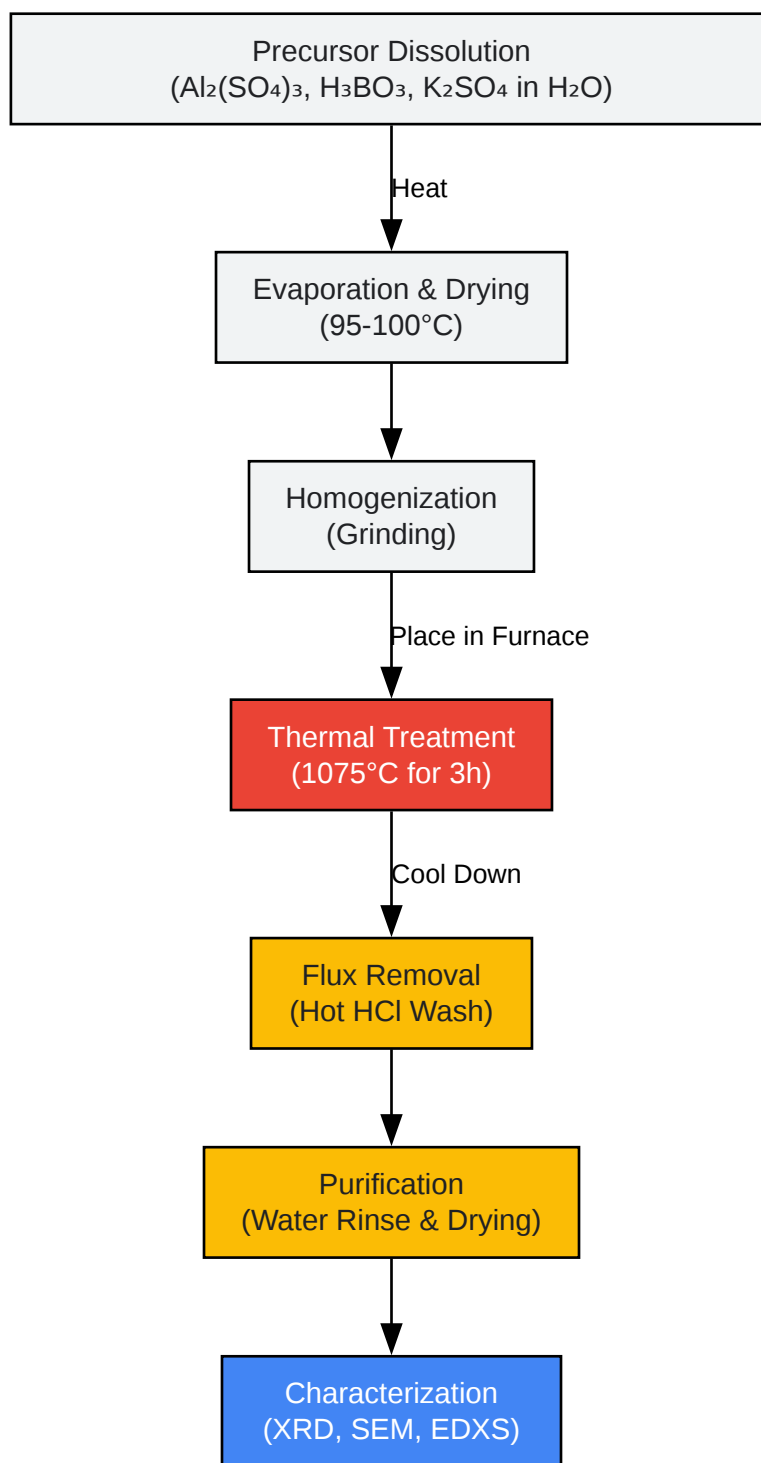 Precursor Dissolution
(Al₂(SO₄)₃, H₃BO₃, K₂SO₄ in H₂O)
Heat
Evaporation & Drying
(95-100°C)
Homogenization
(Grinding)
Place in Furnace
Thermal Treatment
(1075°C for 3h)
Cool Down
Flux Removal
(Hot HCl Wash)
Purification
(Water Rinse & Drying)
Characterization
(XRD, SEM, EDXS)